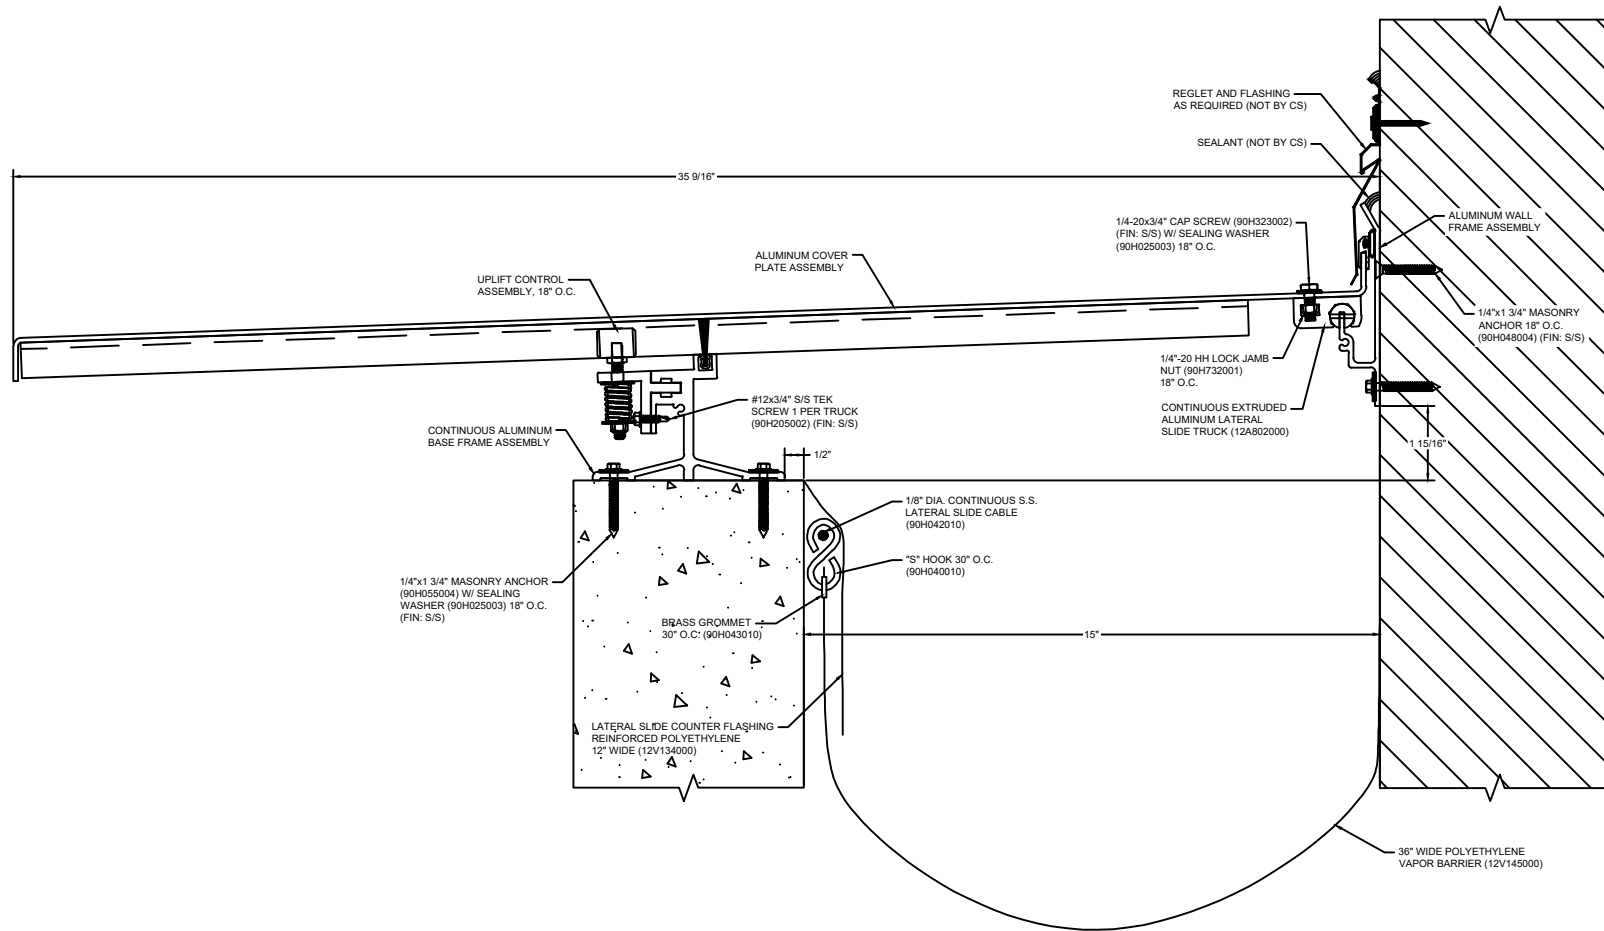 REGLET AND FLASHING
AS REQUIRED (NOT BY CS)
SEALANT (NOT BY CS)
35 9/16"
1/4-20x3/4" CAP SCREW (90H323002)
(FIN: S/S) W/ SEALING WASHER
(90H025003) 18" O.C.
ALUMINUM WALL
FRAME ASSEMBLY
ALUMINUM COVER
PLATE ASSEMBLY
UPLIFT CONTROL
ASSEMBLY, 18" O.C.
1/4"x1 3/4" MASONRY
ANCHOR 18" O.C.
(90H048004) (FIN: S/S)
1/4"-20 HH LOCK JAMB
NUT (90H732001)
18" O.C.
#12x3/4" S/S TEK
SCREW 1 PER TRUCK
(90H205002) (FIN: S/S)
CONTINUOUS EXTRUDED
ALUMINUM LATERAL
SLIDE TRUCK (12A802000)
CONTINUOUS ALUMINUM
BASE FRAME ASSEMBLY
1 15/16"
1/2"
1/8" DIA. CONTINUOUS S.S.
LATERAL SLIDE CABLE
(90H042010)
"S" HOOK 30" O.C.
(90H040010)
1/4"x1 3/4" MASONRY ANCHOR
(90H055004) W/ SEALING
WASHER (90H025003) 18" O.C.
(FIN: S/S)
BRASS GROMMET
30" O.C. (90H043010)
15"
LATERAL SLIDE COUNTER FLASHING
REINFORCED POLYETHYLENE
12" WIDE (12V134000)
36" WIDE POLYETHYLENE
VAPOR BARRIER (12V145000)